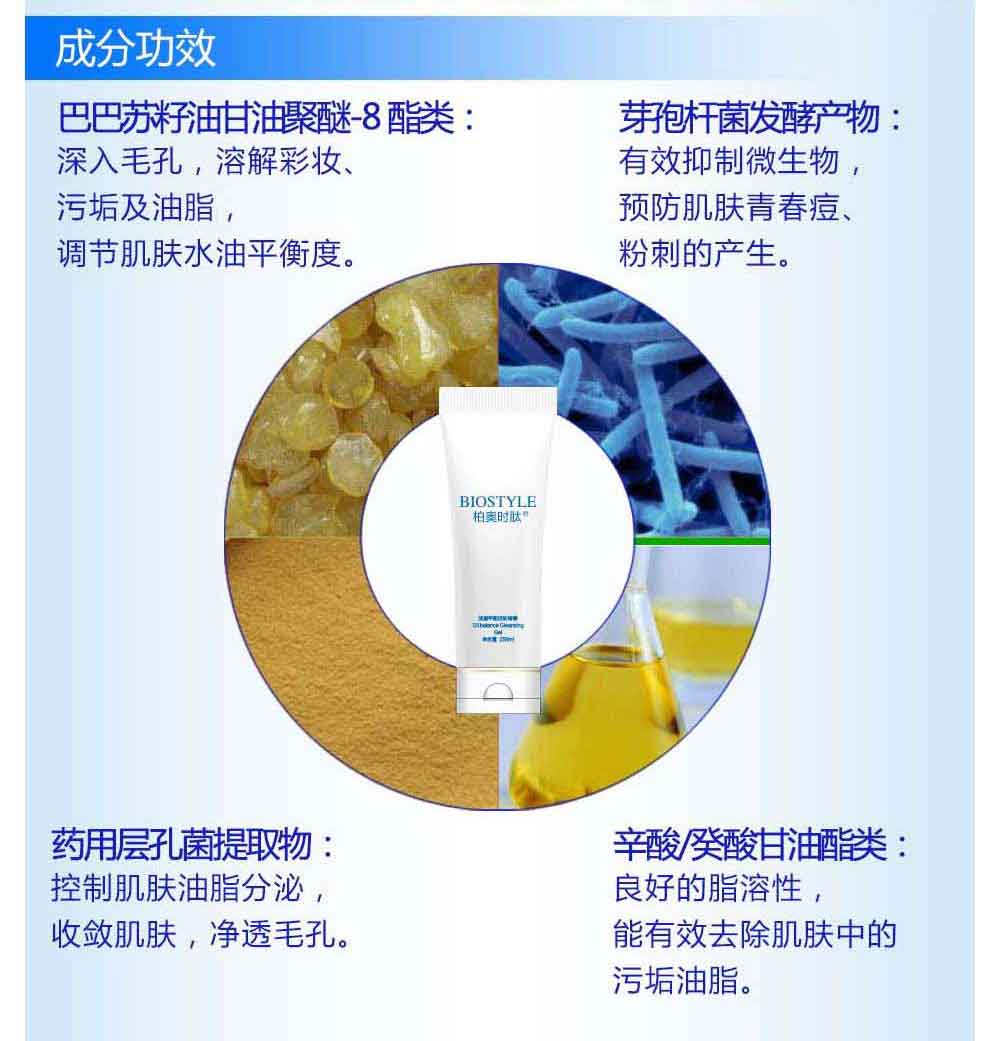 成分功效
巴巴苏籽油甘油聚醚-8 酯类：
深入毛孔，溶解彩妆、
污垢及油脂，
调节肌肤水油平衡度。
芽孢杆菌发酵产物：
有效抑制微生物，
预防肌肤青春痘、
粉刺的产生。
BIOSTYLE
柏奥时肽®
Oil balance Cleansing
Gel
药用层孔菌提取物：
控制肌肤油脂分泌，
收敛肌肤，净透毛孔。
辛酸/癸酸甘油酯类：
良好的脂溶性，
能有效去除肌肤中的
污垢油脂。